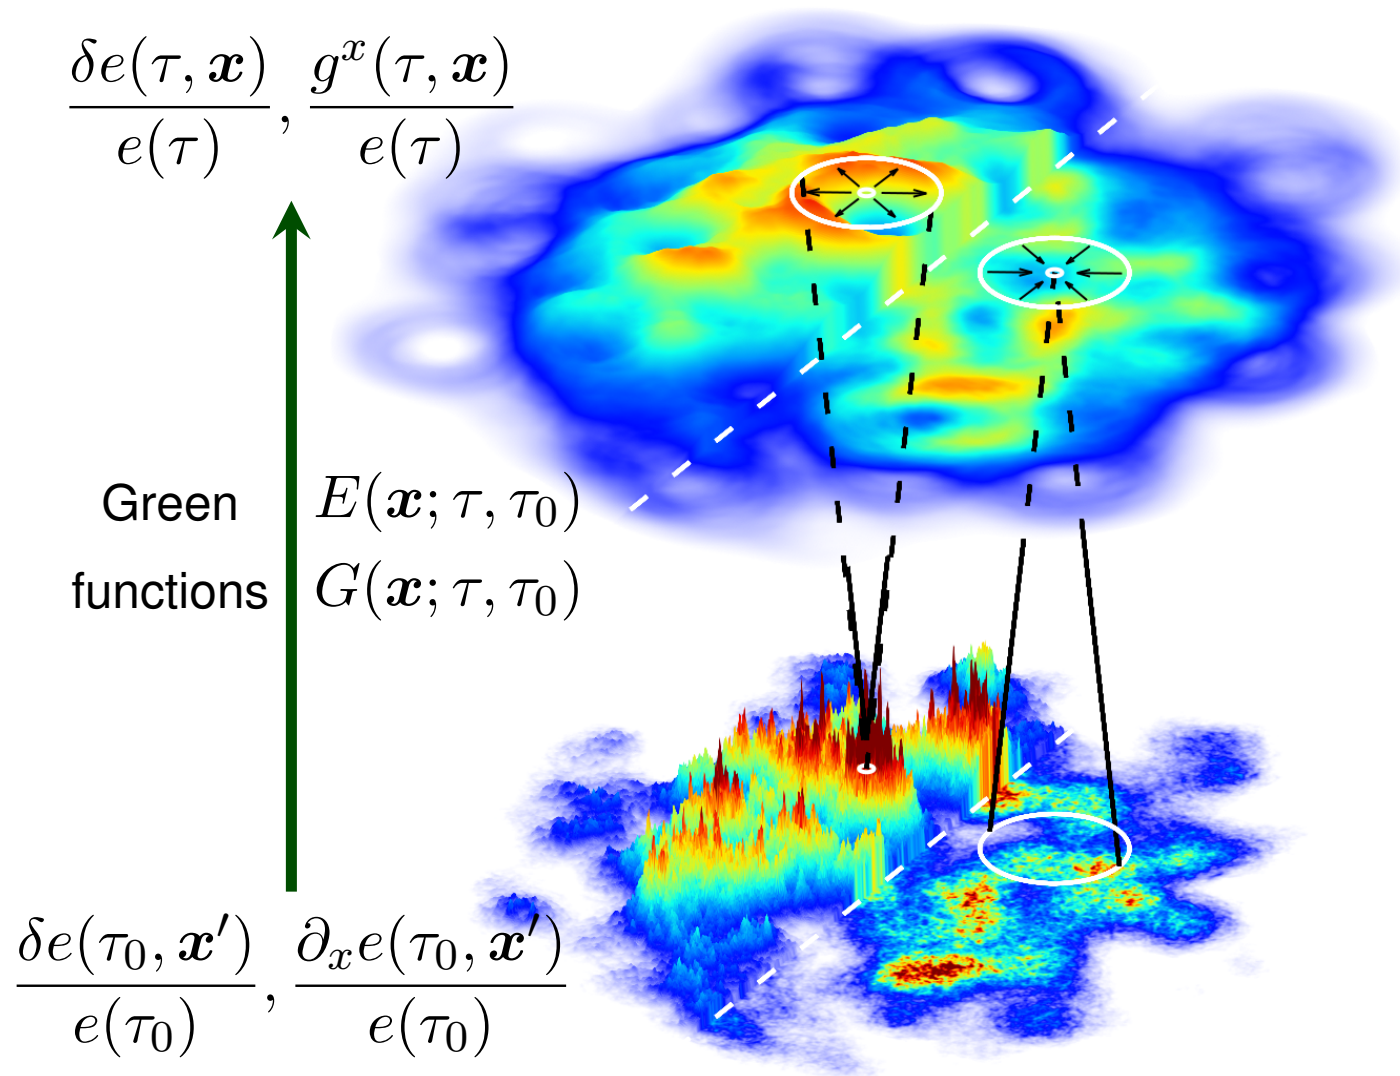 δe(τ, x)/e(τ) , g^x(τ, x)/e(τ)
Green E(x; τ, τ₀)
functions G(x; τ, τ₀)
δe(τ₀, x′)/e(τ₀) , ∂ₓe(τ₀, x′)/e(τ₀)